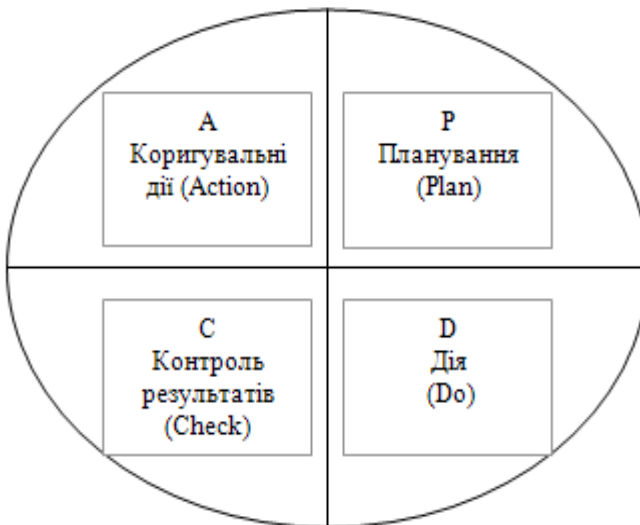 A
Коригувальні
дії (Action)
P
Планування
(Plan)
C
Контроль
результатів
(Check)
D
Дія
(Do)